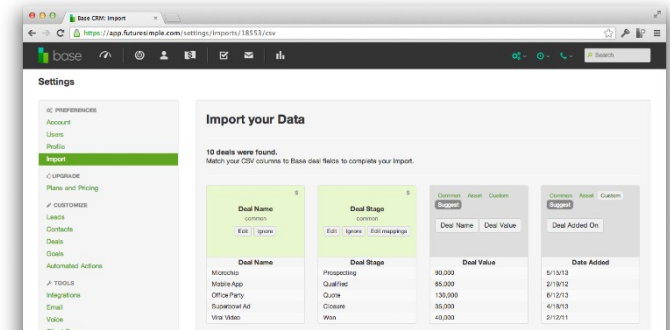 Base CRM: Import
https://app.futuresimple.com/settings/imports/18553/csv
base
Search
Settings
PREFERENCES
Account
Users
Profile
Import
UPGRADE
Plans and Pricing
CUSTOMIZE
Leads
Contacts
Deals
Goals
Automated Actions
TOOLS
Integrations
Email
Voice
Import your Data
10 deals were found.
Match your CSV columns to Base deal fields to complete your import.
Deal Name
common
Edit Ignore
Deal Name
Microchip
Mobile App
Office Party
Superbowl Ad
Viral Video
Deal Stage
common
Edit Ignore Edit mappings
Deal Stage
Prospecting
Qualified
Quote
Closure
Won
Common Assist Custom
Suggest
Deal Name Deal Value
Deal Value
90,000
65,000
130,000
35,000
40,000
Common Assist Custom
Suggest
Deal Added On
Date Added
5/15/13
2/19/12
6/12/13
4/18/13
2/12/11